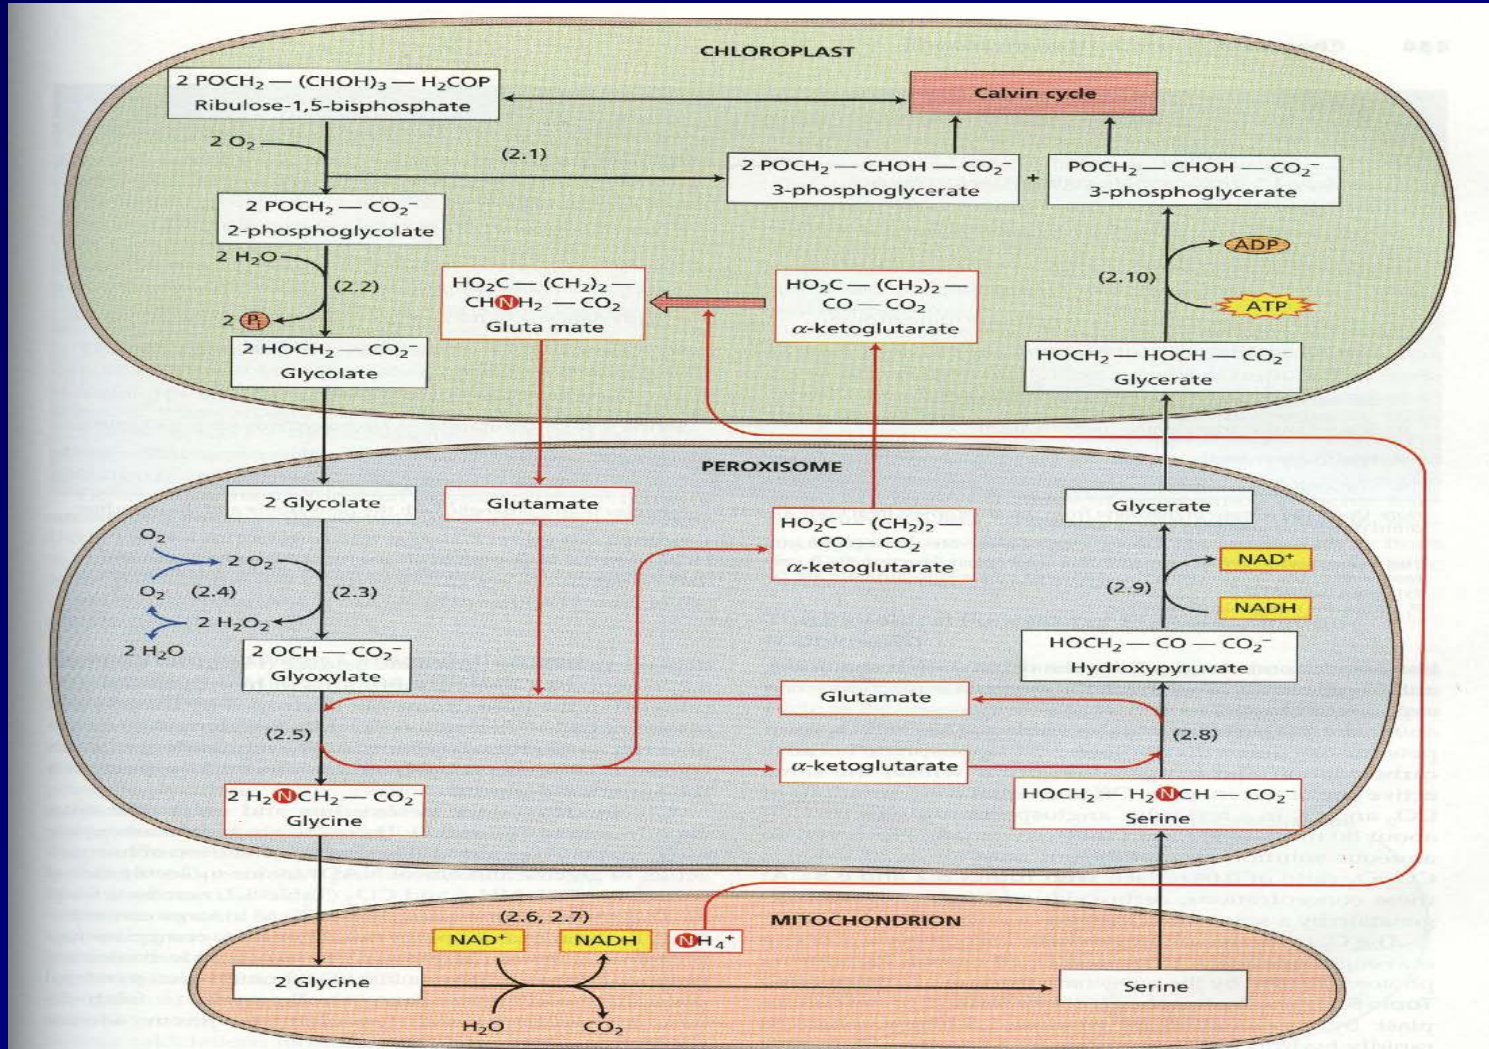 CHLOROPLAST
2 POCH₂ — (CHOH)₃ — H₂COP
Ribulose-1,5-bisphosphate
Calvin cycle
2 O₂
(2.1)
2 POCH₂ — CHOH — CO₂⁻
3-phosphoglycerate
+
POCH₂ — CHOH — CO₂⁻
3-phosphoglycerate
2 POCH₂ — CO₂⁻
2-phosphoglycolate
2 H₂O
(2.2)
2 Pᵢ
HO₂C — (CH₂)₂ —
CHNH₂ — CO₂
Gluta mate
HO₂C — (CH₂)₂ —
CO — CO₂
α-ketoglutarate
ADP
(2.10)
ATP
2 HOCH₂ — CO₂⁻
Glycolate
HOCH₂ — HOCH — CO₂⁻
Glycerate
PEROXISOME
2 Glycolate
Glutamate
HO₂C — (CH₂)₂ —
CO — CO₂
α-ketoglutarate
Glycerate
O₂
2 O₂
O₂
(2.4)
(2.3)
2 H₂O₂
2 H₂O
NAD⁺
(2.9)
NADH
2 OCH — CO₂⁻
Glyoxylate
HOCH₂ — CO — CO₂⁻
Hydroxypyruvate
Glutamate
(2.5)
(2.8)
α-ketoglutarate
2 H₂NCH₂ — CO₂⁻
Glycine
HOCH₂ — H₂NCH — CO₂⁻
Serine
MITOCHONDRION
(2.6, 2.7)
NAD⁺
NADH
NH₄⁺
2 Glycine
Serine
H₂O
CO₂